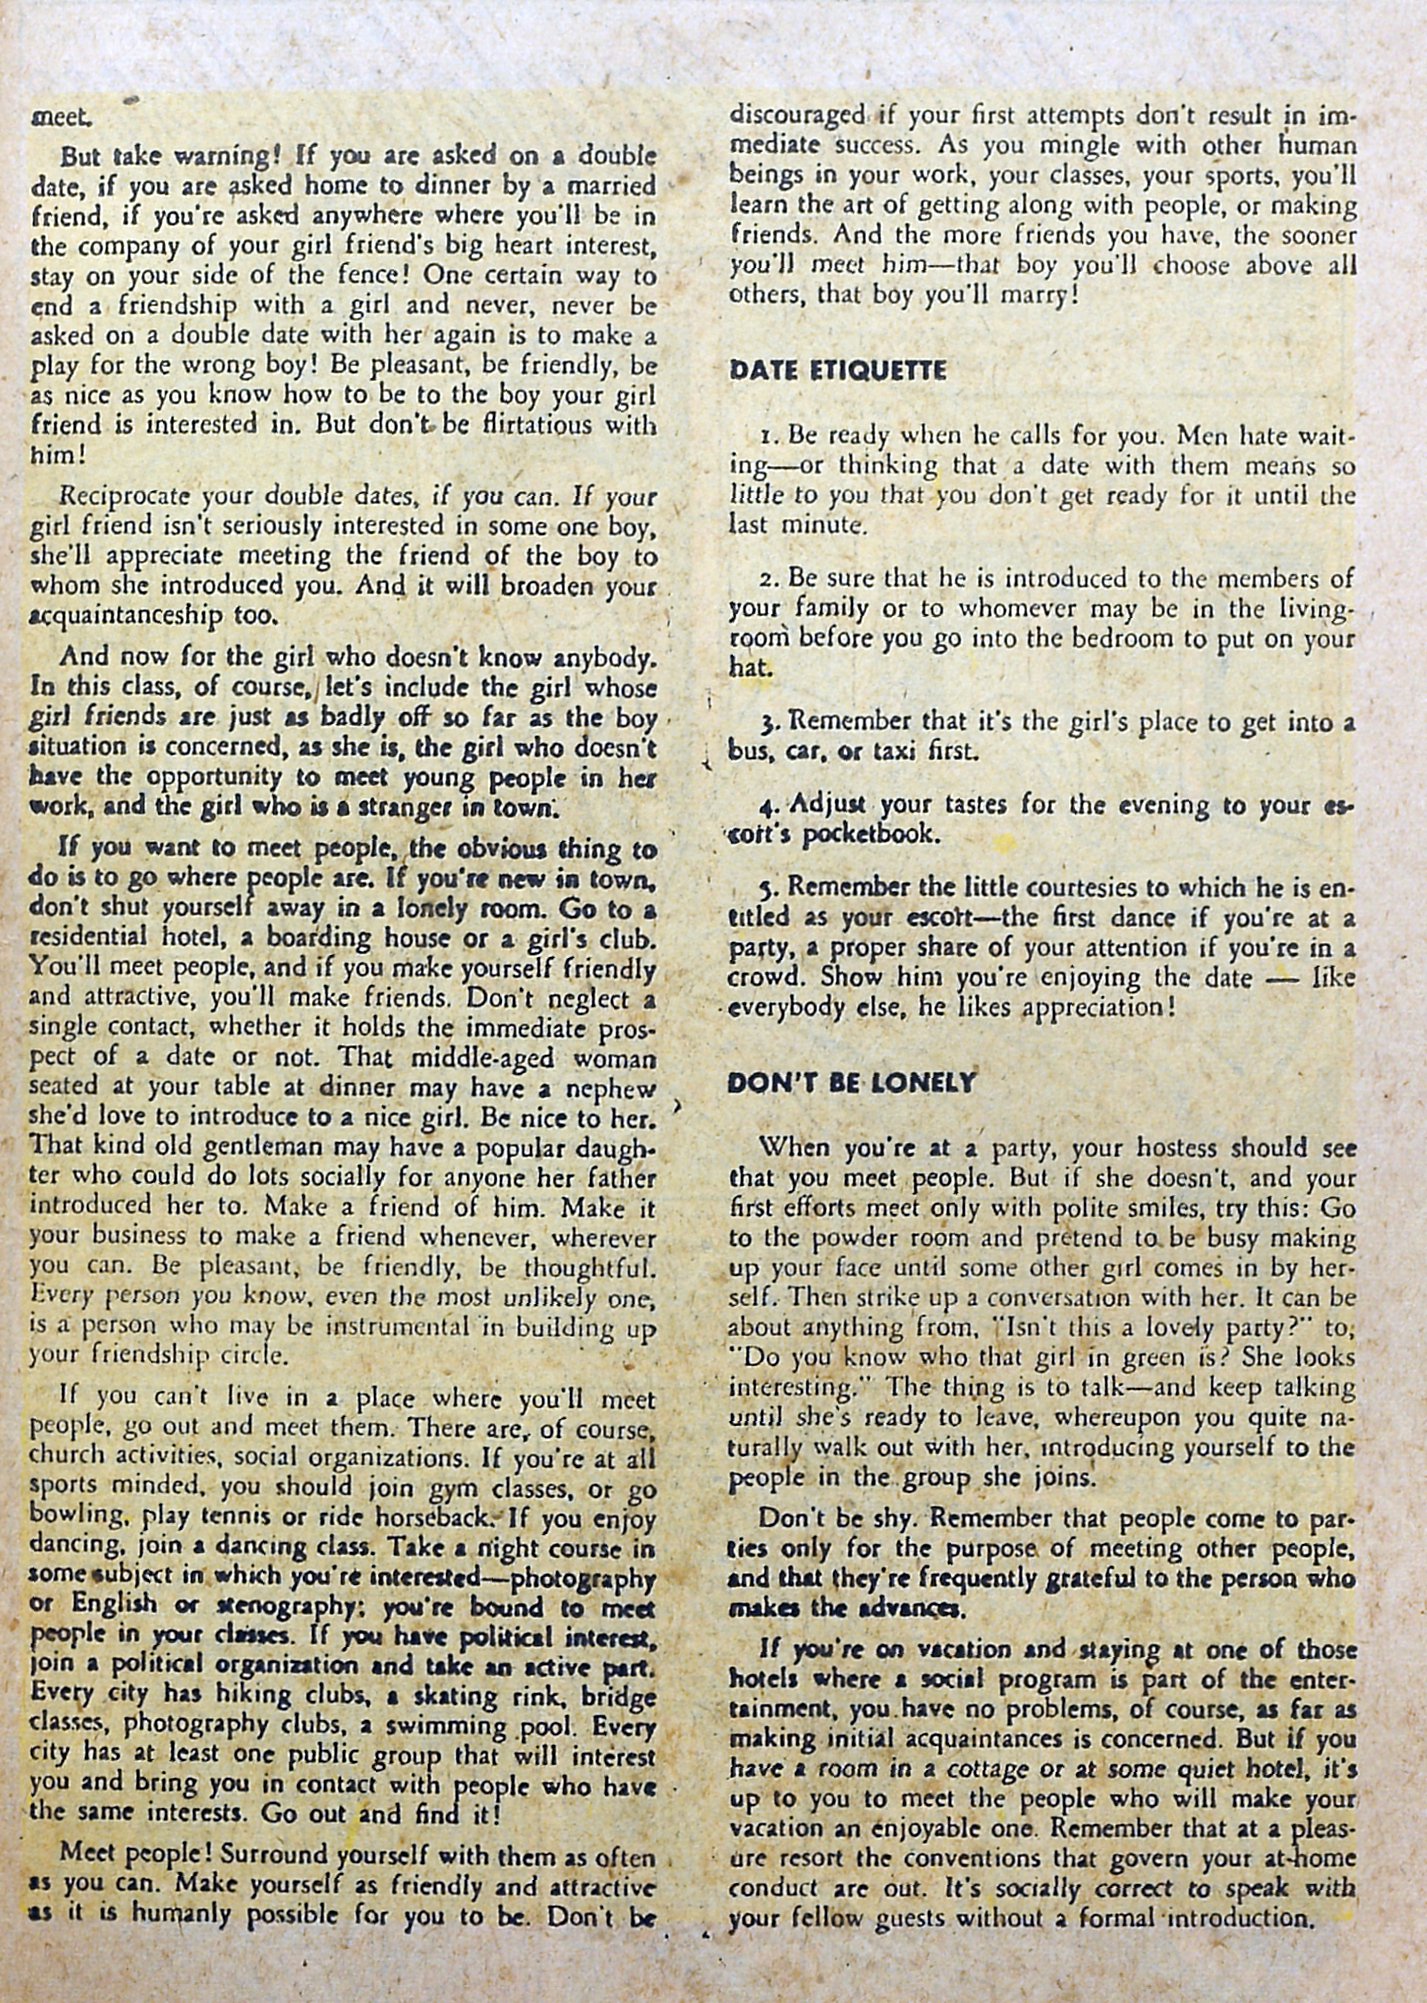 meet.
But take warning! If you are asked on a double
date, if you are asked home to dinner by a married
friend, if you're asked anywhere where you'll be in
the company of your girl friend's big heart interest,
stay on your side of the fence! One certain way to
end a friendship with a girl and never, never be
asked on a double date with her again is to make a
play for the wrong boy! Be pleasant, be friendly, be
as nice as you know how to be to the boy your girl
friend is interested in. But don't be flirtatious with
him!
Reciprocate your double dates, if you can. If your
girl friend isn't seriously interested in some one boy,
she'll appreciate meeting the friend of the boy to
whom she introduced you. And it will broaden your
acquaintanceship too.
And now for the girl who doesn't know anybody.
In this class, of course, let's include the girl whose
girl friends are just as badly off so far as the boy
situation is concerned, as she is, the girl who doesn't
have the opportunity to meet young people in her
work, and the girl who is a stranger in town.
If you want to meet people, the obvious thing to
do is to go where people are. If you're new in town,
don't shut yourself away in a lonely room. Go to a
residential hotel, a boarding house or a girl's club.
You'll meet people, and if you make yourself friendly
and attractive, you'll make friends. Don't neglect a
single contact, whether it holds the immediate pros-
pect of a date or not. That middle-aged woman
seated at your table at dinner may have a nephew
she'd love to introduce to a nice girl. Be nice to her.
That kind old gentleman may have a popular daugh-
ter who could do lots socially for anyone her father
introduced her to. Make a friend of him. Make it
your business to make a friend whenever, wherever
you can. Be pleasant, be friendly, be thoughtful.
Every person you know, even the most unlikely one,
is a person who may be instrumental in building up
your friendship circle.
If you can't live in a place where you'll meet
people, go out and meet them. There are, of course,
church activities, social organizations. If you're at all
sports minded, you should join gym classes, or go
bowling, play tennis or ride horseback. If you enjoy
dancing, join a dancing class. Take a night course in
some subject in which you're interested—photography
or English or stenography; you're bound to meet
people in your classes. If you have political interest,
join a political organization and take an active part.
Every city has hiking clubs, a skating rink, bridge
classes, photography clubs, a swimming pool. Every
city has at least one public group that will interest
you and bring you in contact with people who have
the same interests. Go out and find it!
Meet people! Surround yourself with them as often
as you can. Make yourself as friendly and attractive
as it is humanly possible for you to be. Don't be
discouraged if your first attempts don't result in im-
mediate success. As you mingle with other human
beings in your work, your classes, your sports, you'll
learn the art of getting along with people, or making
friends. And the more friends you have, the sooner
you'll meet him—that boy you'll choose above all
others, that boy you'll marry!
DATE ETIQUETTE
1. Be ready when he calls for you. Men hate wait-
ing—or thinking that a date with them means so
little to you that you don't get ready for it until the
last minute.
2. Be sure that he is introduced to the members of
your family or to whomever may be in the living-
room before you go into the bedroom to put on your
hat.
3. Remember that it's the girl's place to get into a
bus, car, or taxi first.
4. Adjust your tastes for the evening to your es-
cort's pocketbook.
5. Remember the little courtesies to which he is en-
titled as your escort—the first dance if you're at a
party, a proper share of your attention if you're in a
crowd. Show him you're enjoying the date — like
everybody else, he likes appreciation!
DON'T BE LONELY
When you're at a party, your hostess should see
that you meet people. But if she doesn't, and your
first efforts meet only with polite smiles, try this: Go
to the powder room and pretend to be busy making
up your face until some other girl comes in by her-
self. Then strike up a conversation with her. It can be
about anything from, "Isn't this a lovely party?" to,
"Do you know who that girl in green is? She looks
interesting." The thing is to talk—and keep talking
until she's ready to leave, whereupon you quite na-
turally walk out with her, introducing yourself to the
people in the group she joins.
Don't be shy. Remember that people come to par-
ties only for the purpose of meeting other people,
and that they're frequently grateful to the person who
makes the advances.
If you're on vacation and staying at one of those
hotels where a social program is part of the enter-
tainment, you have no problems, of course, as far as
making initial acquaintances is concerned. But if you
have a room in a cottage or at some quiet hotel, it's
up to you to meet the people who will make your
vacation an enjoyable one. Remember that at a pleas-
ure resort the conventions that govern your at-home
conduct are out. It's socially correct to speak with
your fellow guests without a formal introduction.